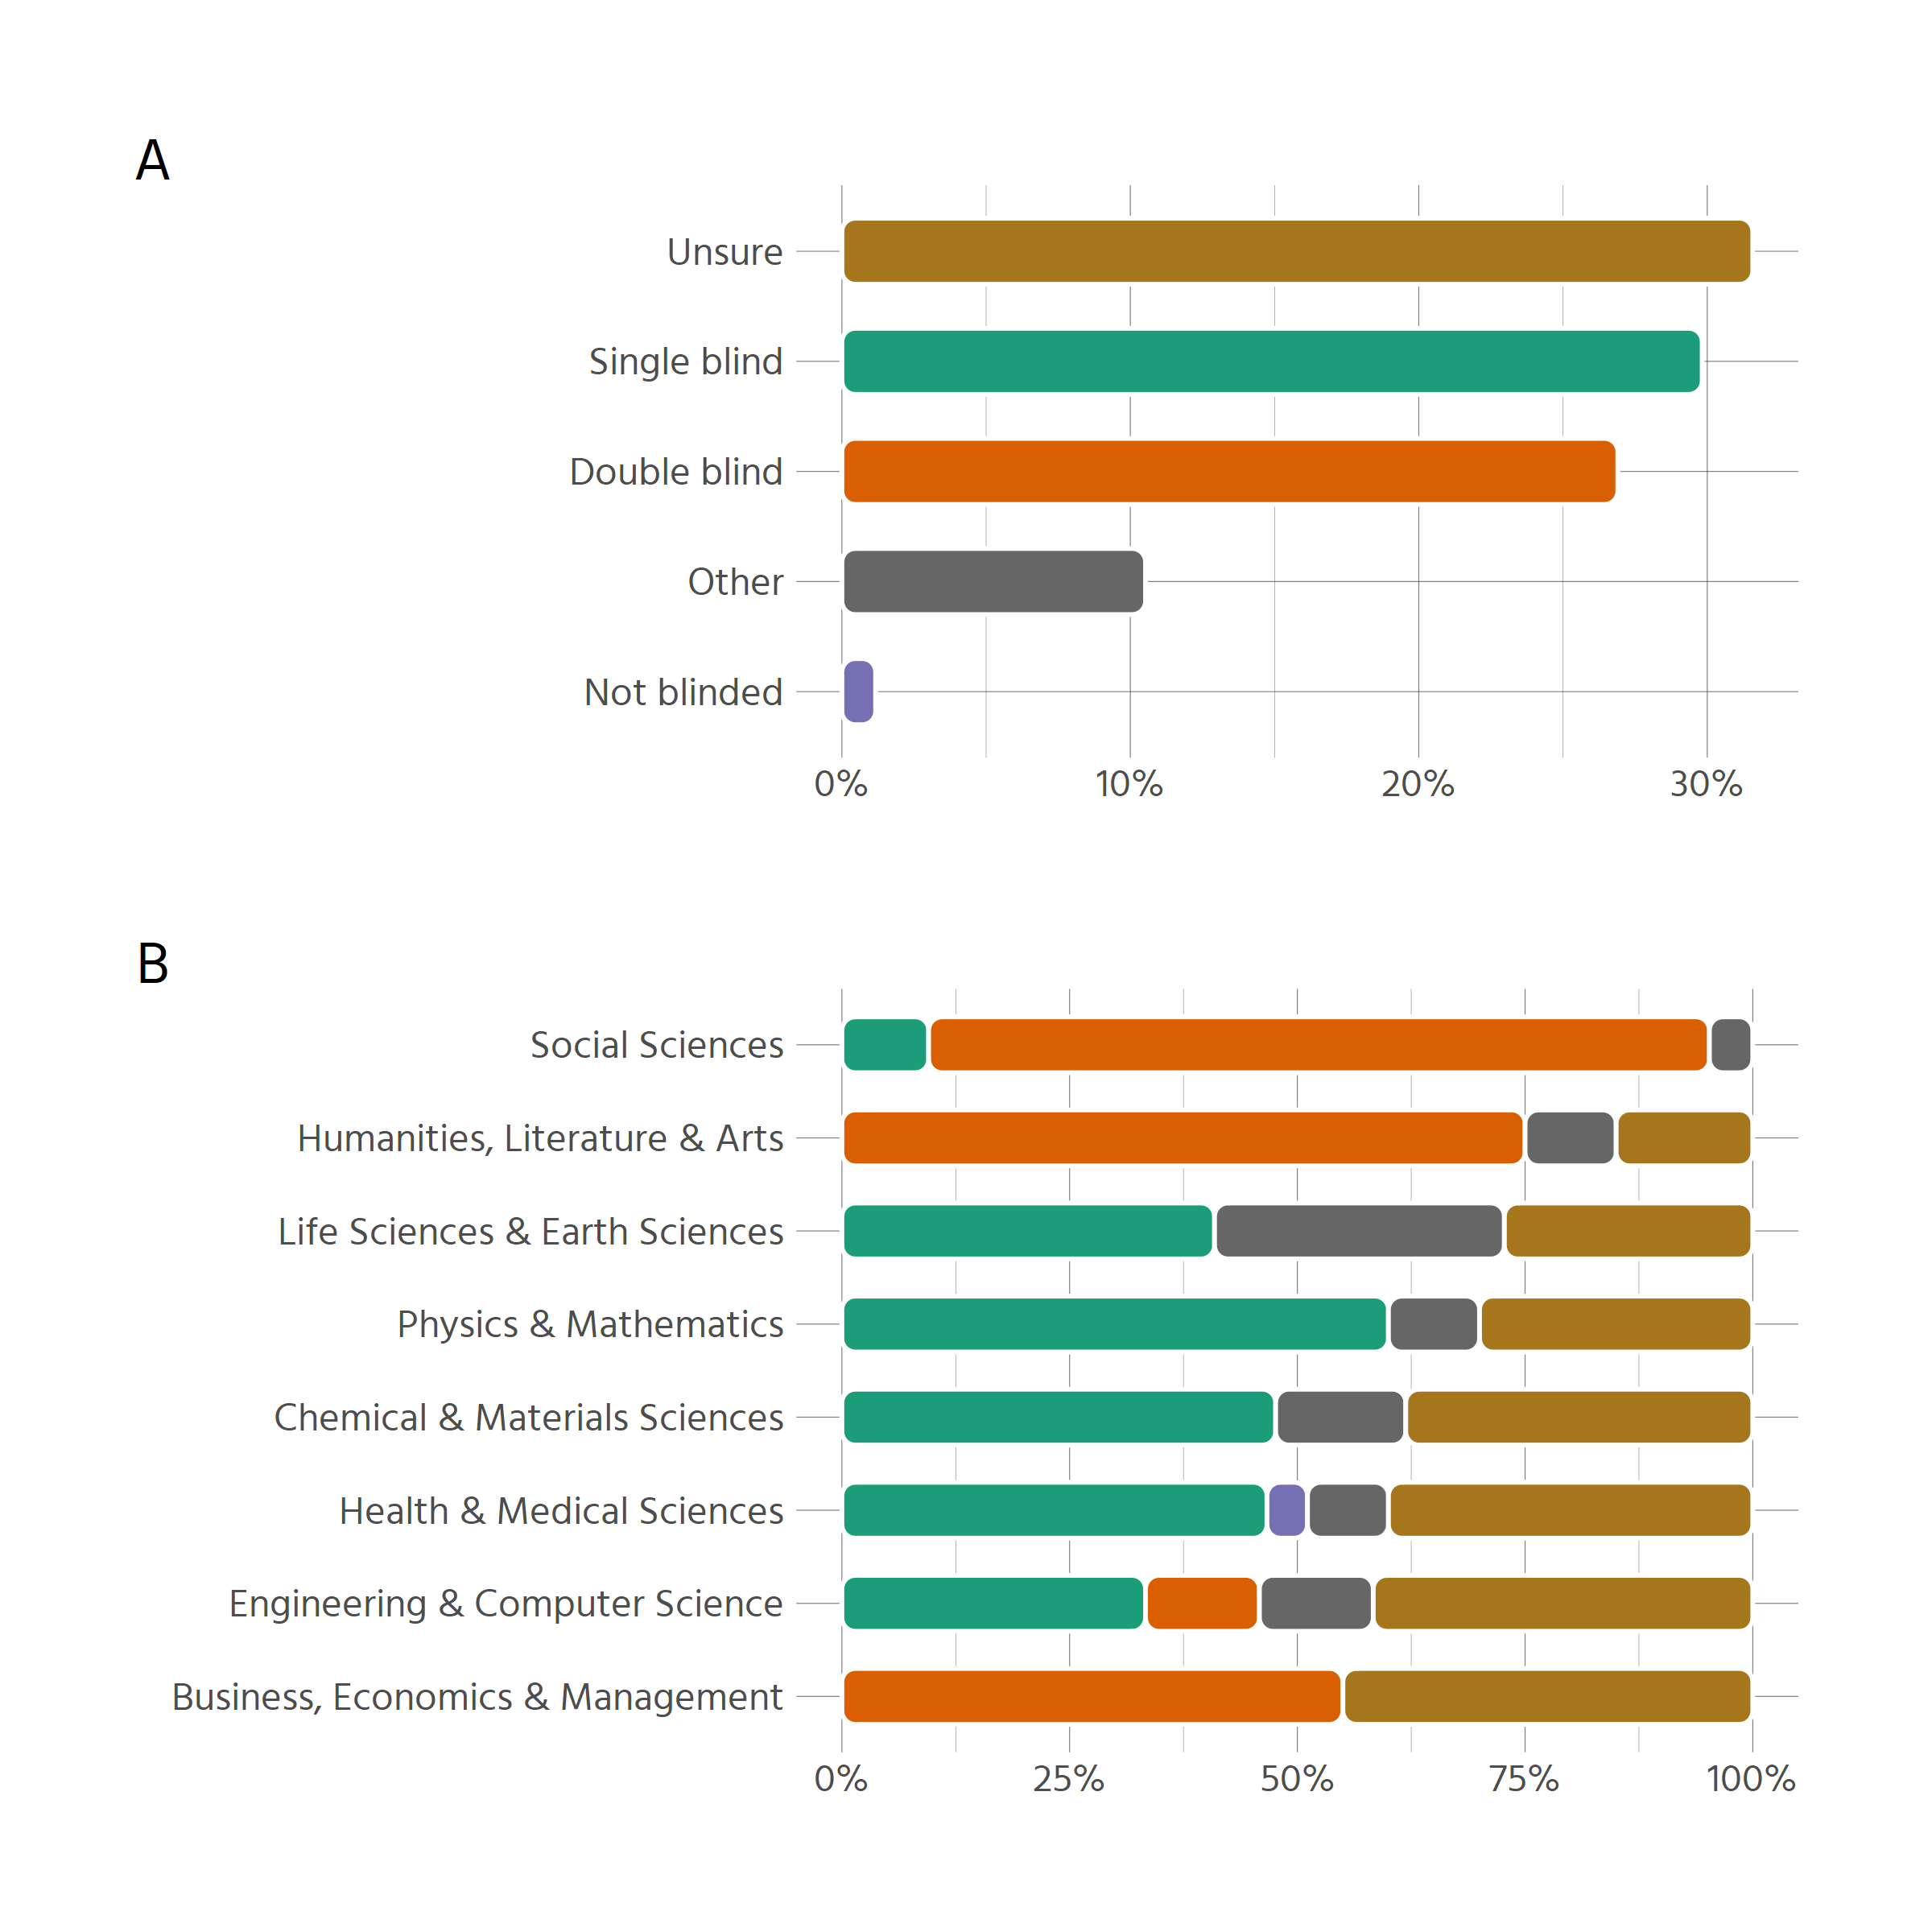 A
Unsure
Single blind
Double blind
Other
Not blinded
0% 10% 20% 30%
B
Social Sciences
Humanities, Literature & Arts
Life Sciences & Earth Sciences
Physics & Mathematics
Chemical & Materials Sciences
Health & Medical Sciences
Engineering & Computer Science
Business, Economics & Management
0% 25% 50% 75% 100%